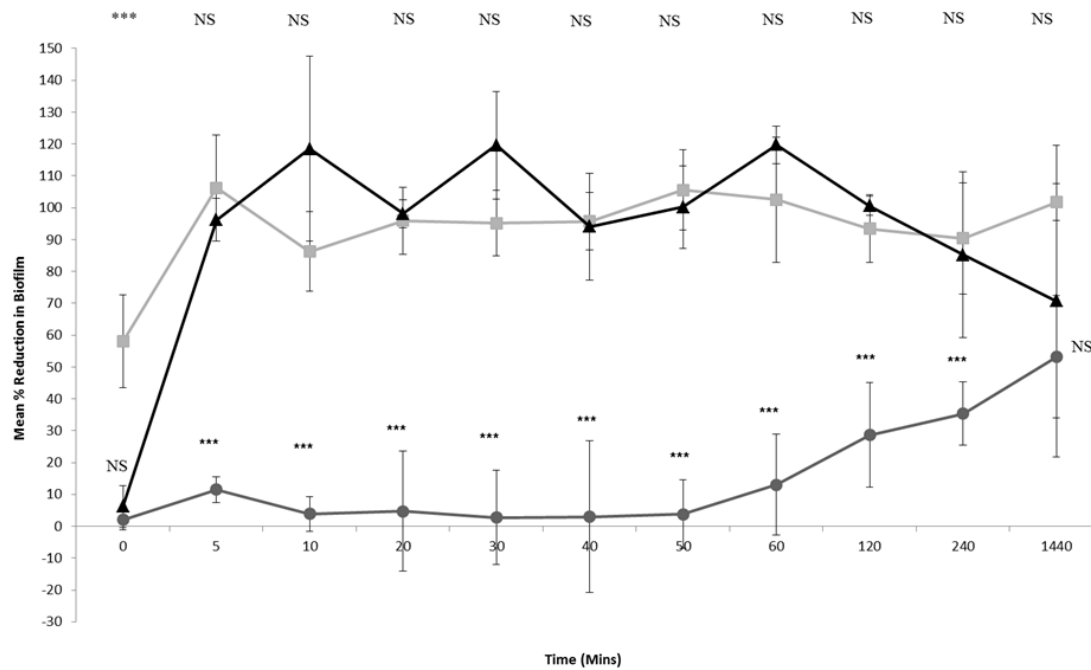 *** NS NS NS NS NS NS NS NS NS NS
150
140
130
120
110
100
90
80
70
60
50
40
30
20
10
0
-10
-20
-30
Mean % Reduction in Biofilm
NS
*** *** *** *** *** *** *** *** ***
NS
0 5 10 20 30 40 50 60 120 240 1440
Time (Mins)